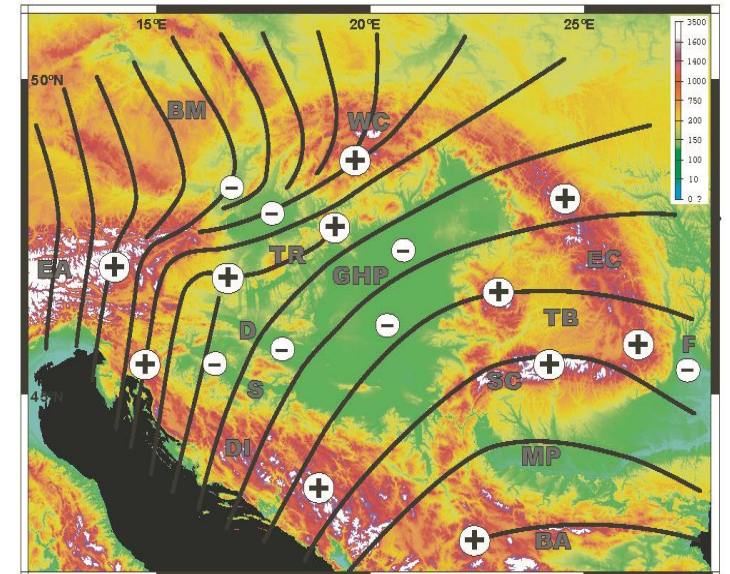 15°E
20°E
25°E
50°N
45°N
3500
1600
1400
1000
750
200
150
100
10
0 ?
BM
WC
EA
TR
GHP
EC
TB
D
F
S
SC
DI
MP
BA
+
+
+
+
+
+
+
+
+
+
+
−
−
−
−
−
−
−